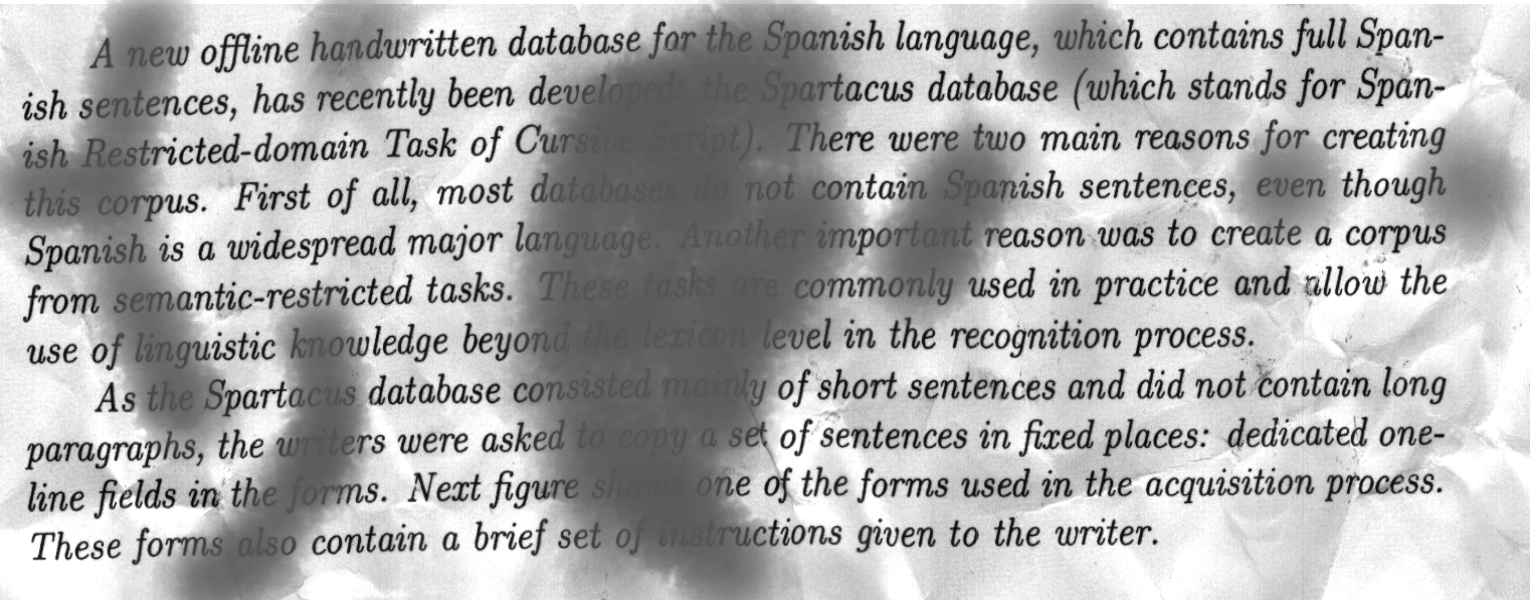 A new offline handwritten database for the Spanish language, which contains full Span-
ish sentences, has recently been developed: the Spartacus database (which stands for Span-
ish Restricted-domain Task of Cursive Script). There were two main reasons for creating
this corpus. First of all, most databases do not contain Spanish sentences, even though
Spanish is a widespread major language. Another important reason was to create a corpus
from semantic-restricted tasks. These tasks are commonly used in practice and allow the
use of linguistic knowledge beyond the lexicon level in the recognition process.
As the Spartacus database consisted mainly of short sentences and did not contain long
paragraphs, the writers were asked to copy a set of sentences in fixed places: dedicated one-
line fields in the forms. Next figure shows one of the forms used in the acquisition process.
These forms also contain a brief set of instructions given to the writer.